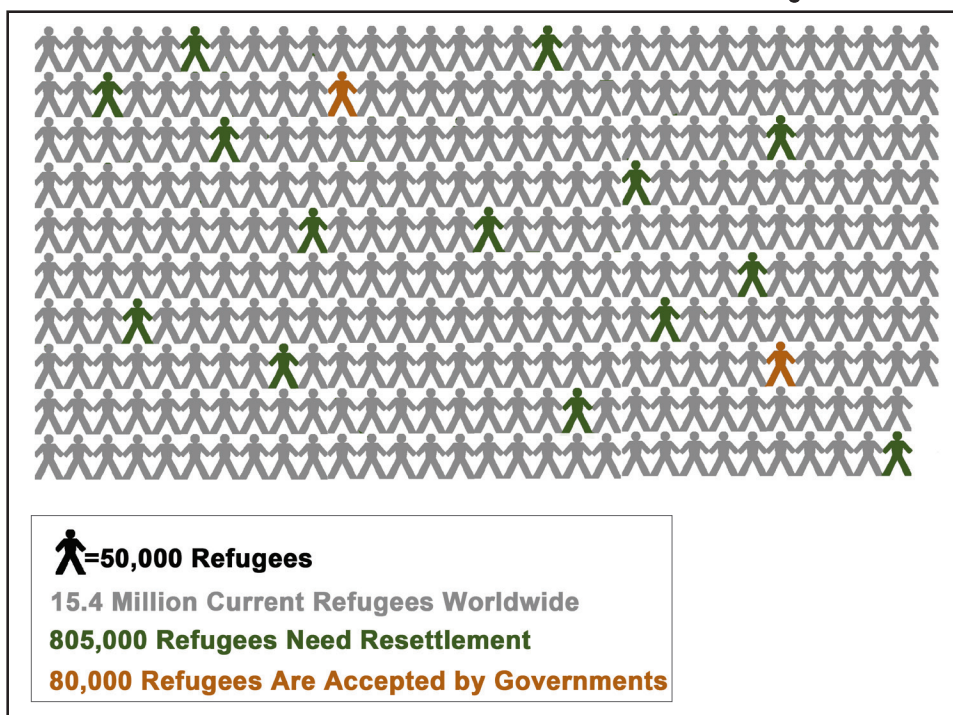 =50,000 Refugees
15.4 Million Current Refugees Worldwide
805,000 Refugees Need Resettlement
80,000 Refugees Are Accepted by Governments